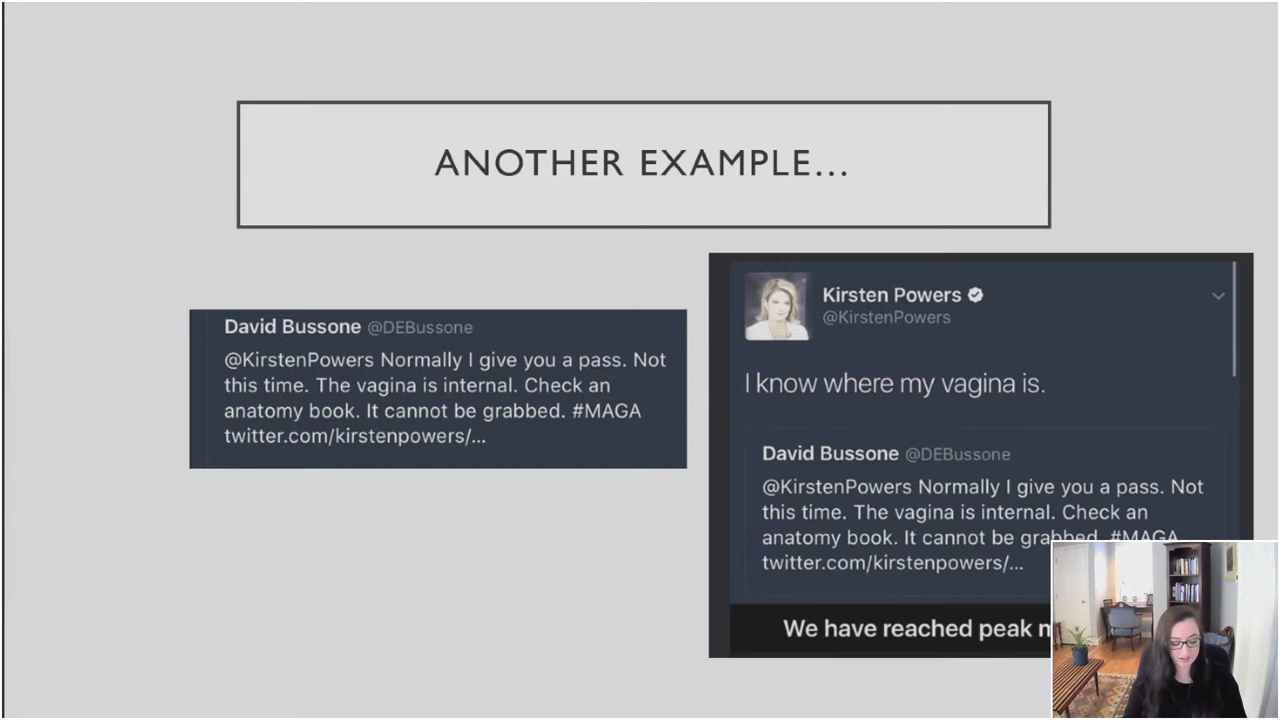 ANOTHER EXAMPLE...
David Bussone @DEBussone
@KirstenPowers Normally I give you a pass. Not
this time. The vagina is internal. Check an
anatomy book. It cannot be grabbed. #MAGA
twitter.com/kirstenpowers/...
Kirsten Powers
@KirstenPowers
I know where my vagina is.
David Bussone @DEBussone
@KirstenPowers Normally I give you a pass. Not
this time. The vagina is internal. Check an
anatomy book. It cannot be grabbed. #MAGA
twitter.com/kirstenpowers/...
We have reached peak